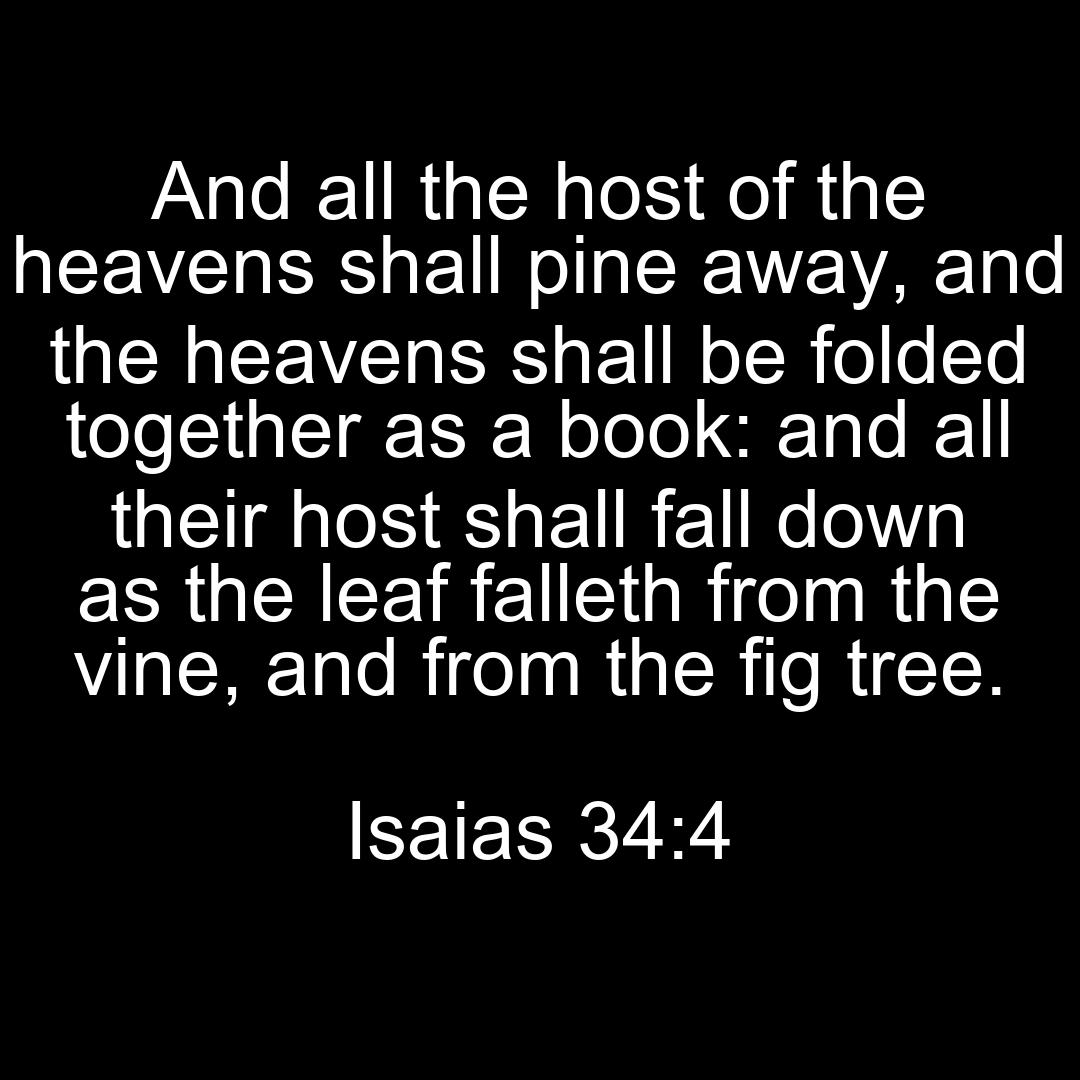 And all the host of the
heavens shall pine away, and
the heavens shall be folded
together as a book: and all
their host shall fall down
as the leaf falleth from the
vine, and from the fig tree.
Isaias 34:4